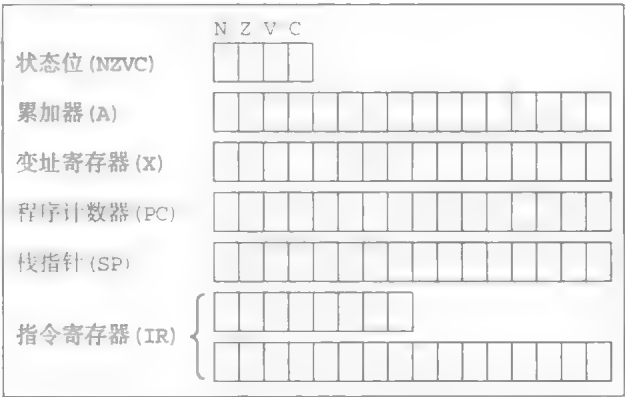 N Z V C
状态位(NZVC)
累加器(A)
变址寄存器(X)
程序计数器(PC)
栈指针(SP)
指令寄存器(IR)